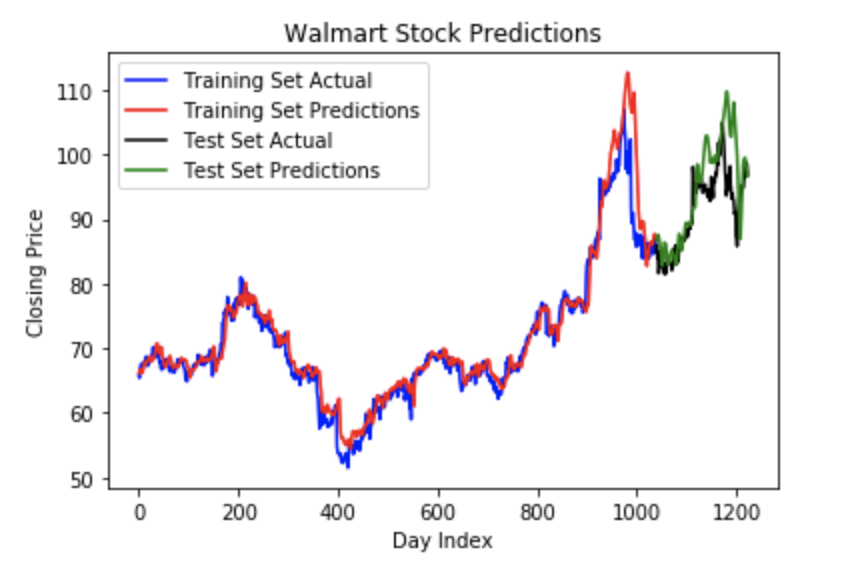 Walmart Stock Predictions
Training Set Actual
Training Set Predictions
Test Set Actual
Test Set Predictions
110
100
90
80
70
60
50
Closing Price
0 200 400 600 800 1000 1200
Day Index